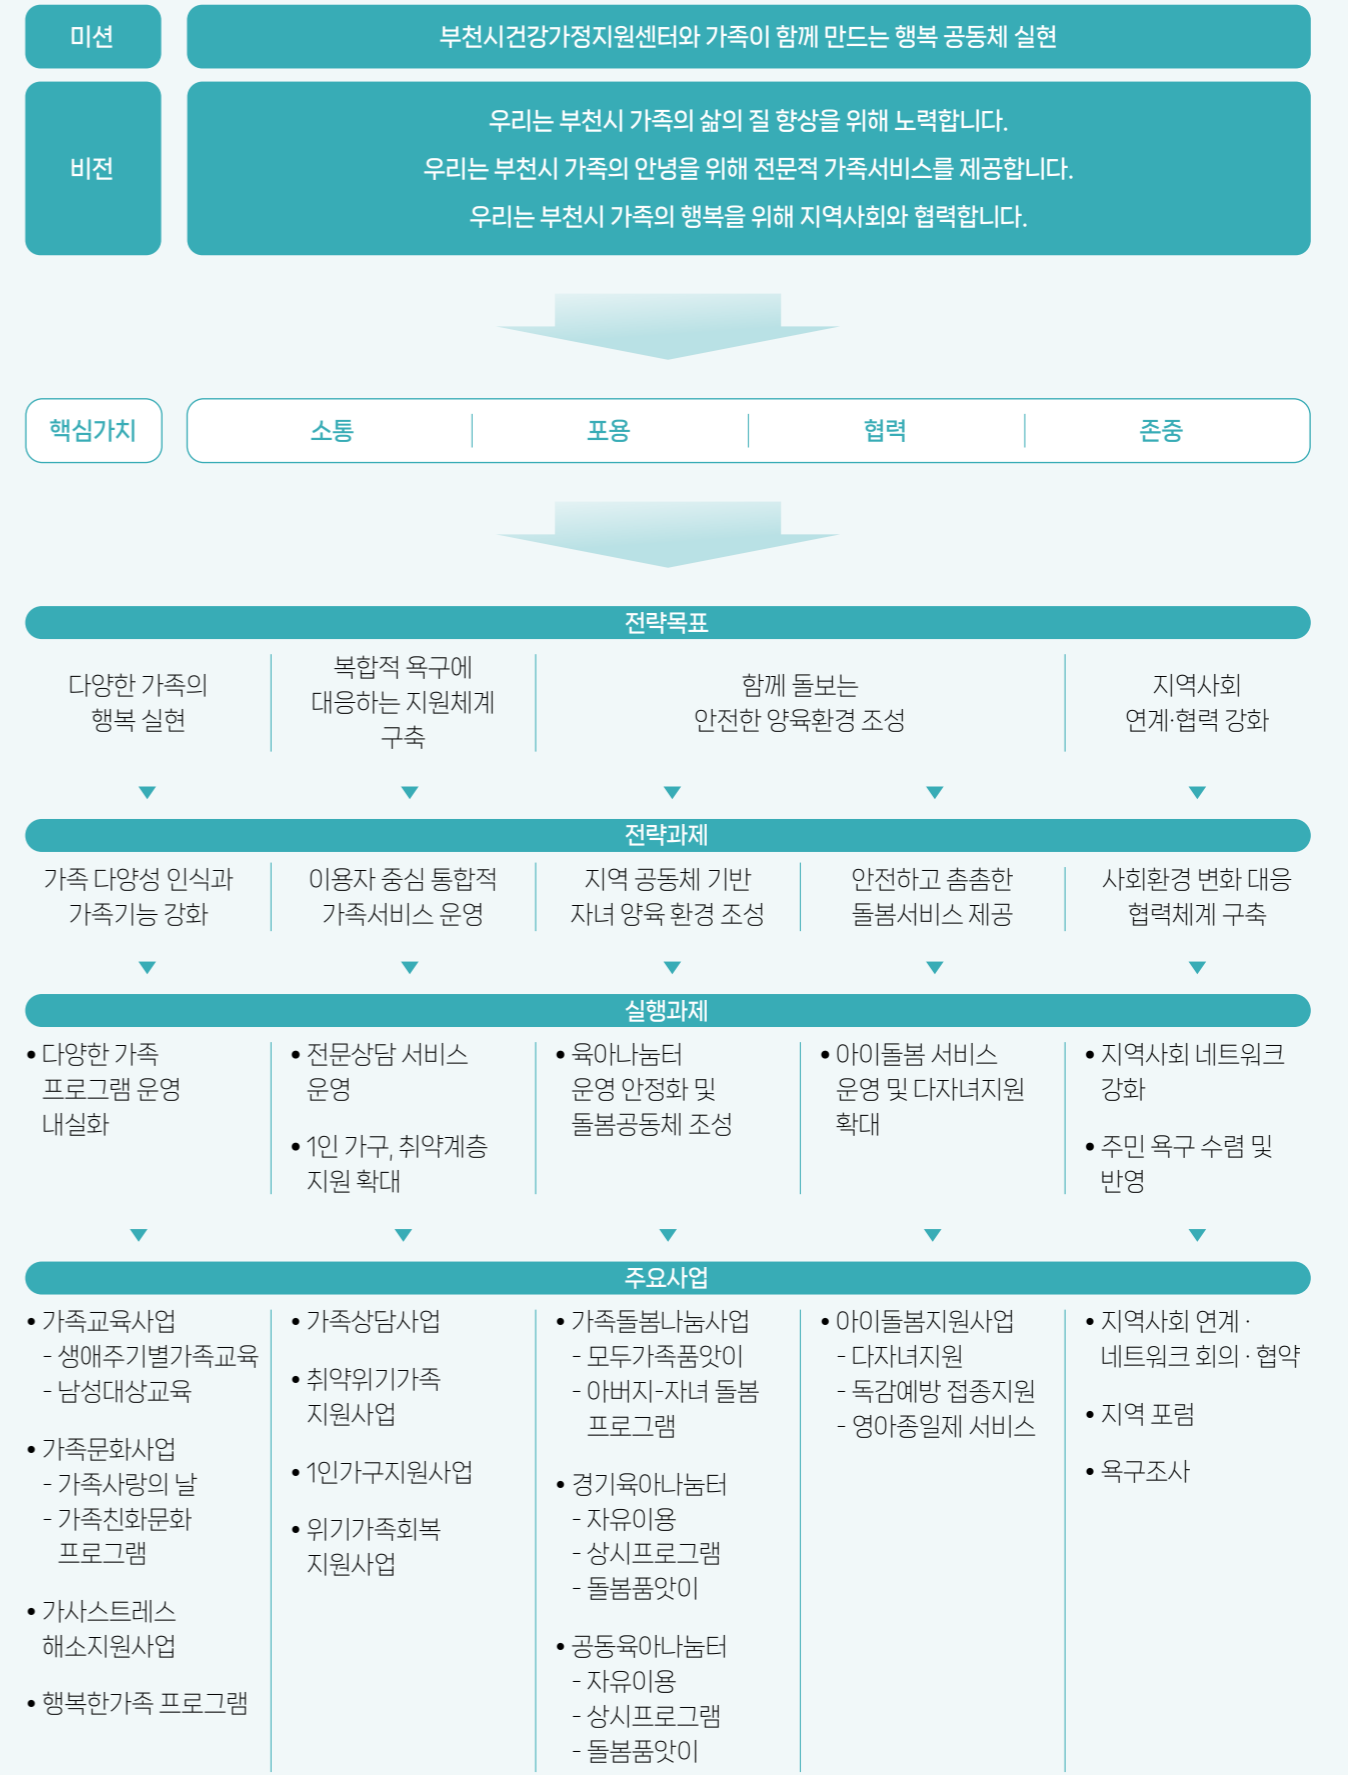 미션
부천시건강가정지원센터와 가족이 함께 만드는 행복 공동체 실현
비전
우리는 부천시 가족의 삶의 질 향상을 위해 노력합니다.
우리는 부천시 가족의 안녕을 위해 전문적 가족서비스를 제공합니다.
우리는 부천시 가족의 행복을 위해 지역사회와 협력합니다.
핵심가치
소통
포용
협력
존중
전략목표
다양한 가족의
행복 실현
복합적 욕구에
대응하는 지원체계
구축
함께 돌보는
안전한 양육환경 조성
지역사회
연계·협력 강화
전략과제
가족 다양성 인식과
가족기능 강화
이용자 중심 통합적
가족서비스 운영
지역 공동체 기반
자녀 양육 환경 조성
안전하고 촘촘한
돌봄서비스 제공
사회환경 변화 대응
협력체계 구축
실행과제
• 다양한 가족
프로그램 운영
내실화
• 전문상담 서비스
운영
• 1인 가구, 취약계층
지원 확대
• 육아나눔터
운영 안정화 및
돌봄공동체 조성
• 아이돌봄 서비스
운영 및 다자녀지원
확대
• 지역사회 네트워크
강화
• 주민 욕구 수렴 및
반영
주요사업
• 가족교육사업
- 생애주기별가족교육
- 남성대상교육
• 가족문화사업
- 가족사랑의 날
- 가족친화문화
프로그램
• 가사스트레스
해소지원사업
• 행복한가족 프로그램
• 가족상담사업
• 취약위기가족
지원사업
• 1인가구지원사업
• 위기가족회복
지원사업
• 가족돌봄나눔사업
- 모두가족품앗이
- 아버지-자녀 돌봄
프로그램
• 경기육아나눔터
- 자유이용
- 상시프로그램
- 돌봄품앗이
• 공동육아나눔터
- 자유이용
- 상시프로그램
- 돌봄품앗이
• 아이돌봄지원사업
- 다자녀지원
- 독감예방 접종지원
- 영아종일제 서비스
• 지역사회 연계 ·
네트워크 회의 · 협약
• 지역 포럼
• 욕구조사